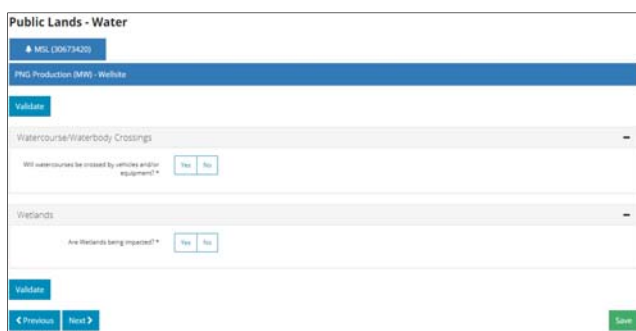 Public Lands - Water
MSL (30673420)
PNG Production (MW) - Wellsite
Validate
Watercourse/Waterbody Crossings
Will watercourses be crossed by vehicles and/or
equipment? *
Yes No
Wetlands
Are Wetlands being impacted? *
Yes No
Validate
Previous Next
Save